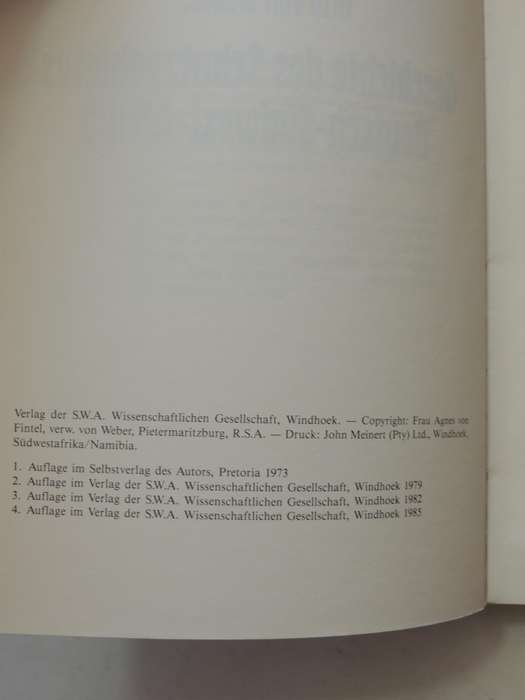 Verlag der S.W.A. Wissenschaftlichen Gesellschaft, Windhoek. — Copyright: Frau Agnes von
Fintel, verw. von Weber, Pietermaritzburg, R.S.A. — Druck: John Meinert (Pty) Ltd., Windhoek,
Südwestafrika/Namibia.
1. Auflage im Selbstverlag des Autors, Pretoria 1973
2. Auflage im Verlag der S.W.A. Wissenschaftlichen Gesellschaft, Windhoek 1979
3. Auflage im Verlag der S.W.A. Wissenschaftlichen Gesellschaft, Windhoek 1982
4. Auflage im Verlag der S.W.A. Wissenschaftlichen Gesellschaft, Windhoek 1985